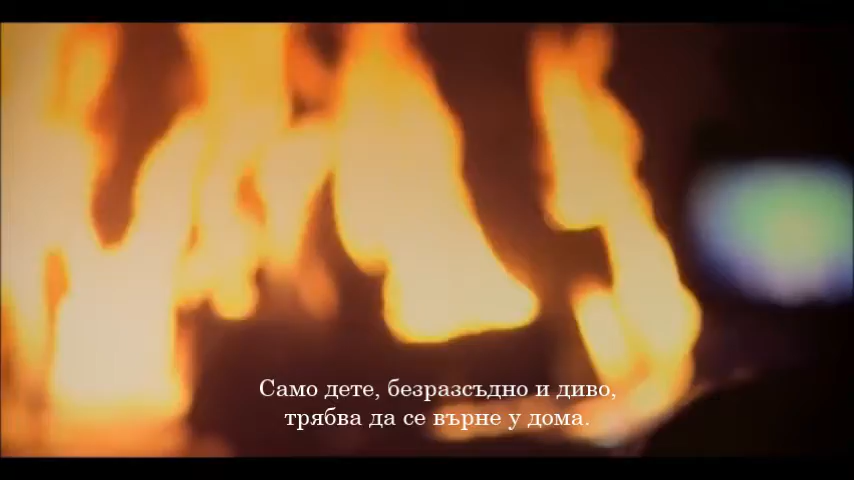 Само дете, безразсъдно и диво,
трябва да се върне у дома.